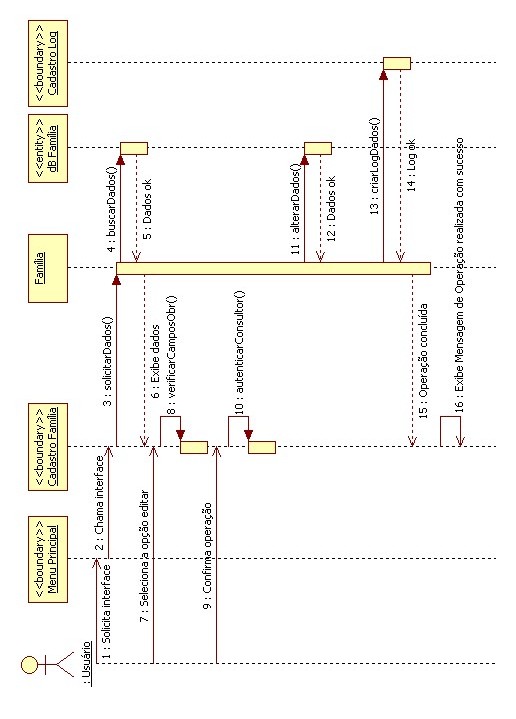 : Usuário
<<boundary>>
Menu Principal
<<boundary>>
Cadastro Família
Família
<<entity>>
dB Família
<<boundary>>
Cadastro Log
1 : Solicita interface
2 : Chama interface
3 : solicitarDados()
4 : buscarDados()
5 : Dados ok
6 : Exibe dados
7 : Seleciona a opção editar
8 : verificarCamposObr()
9 : Confirma operação
10 : autenticarConsultor()
11 : alterarDados()
12 : Dados ok
13 : criarLogDados()
14 : Log ok
15 : Operação concluída
16 : Exibe Mensagem de Operação realizada com sucesso